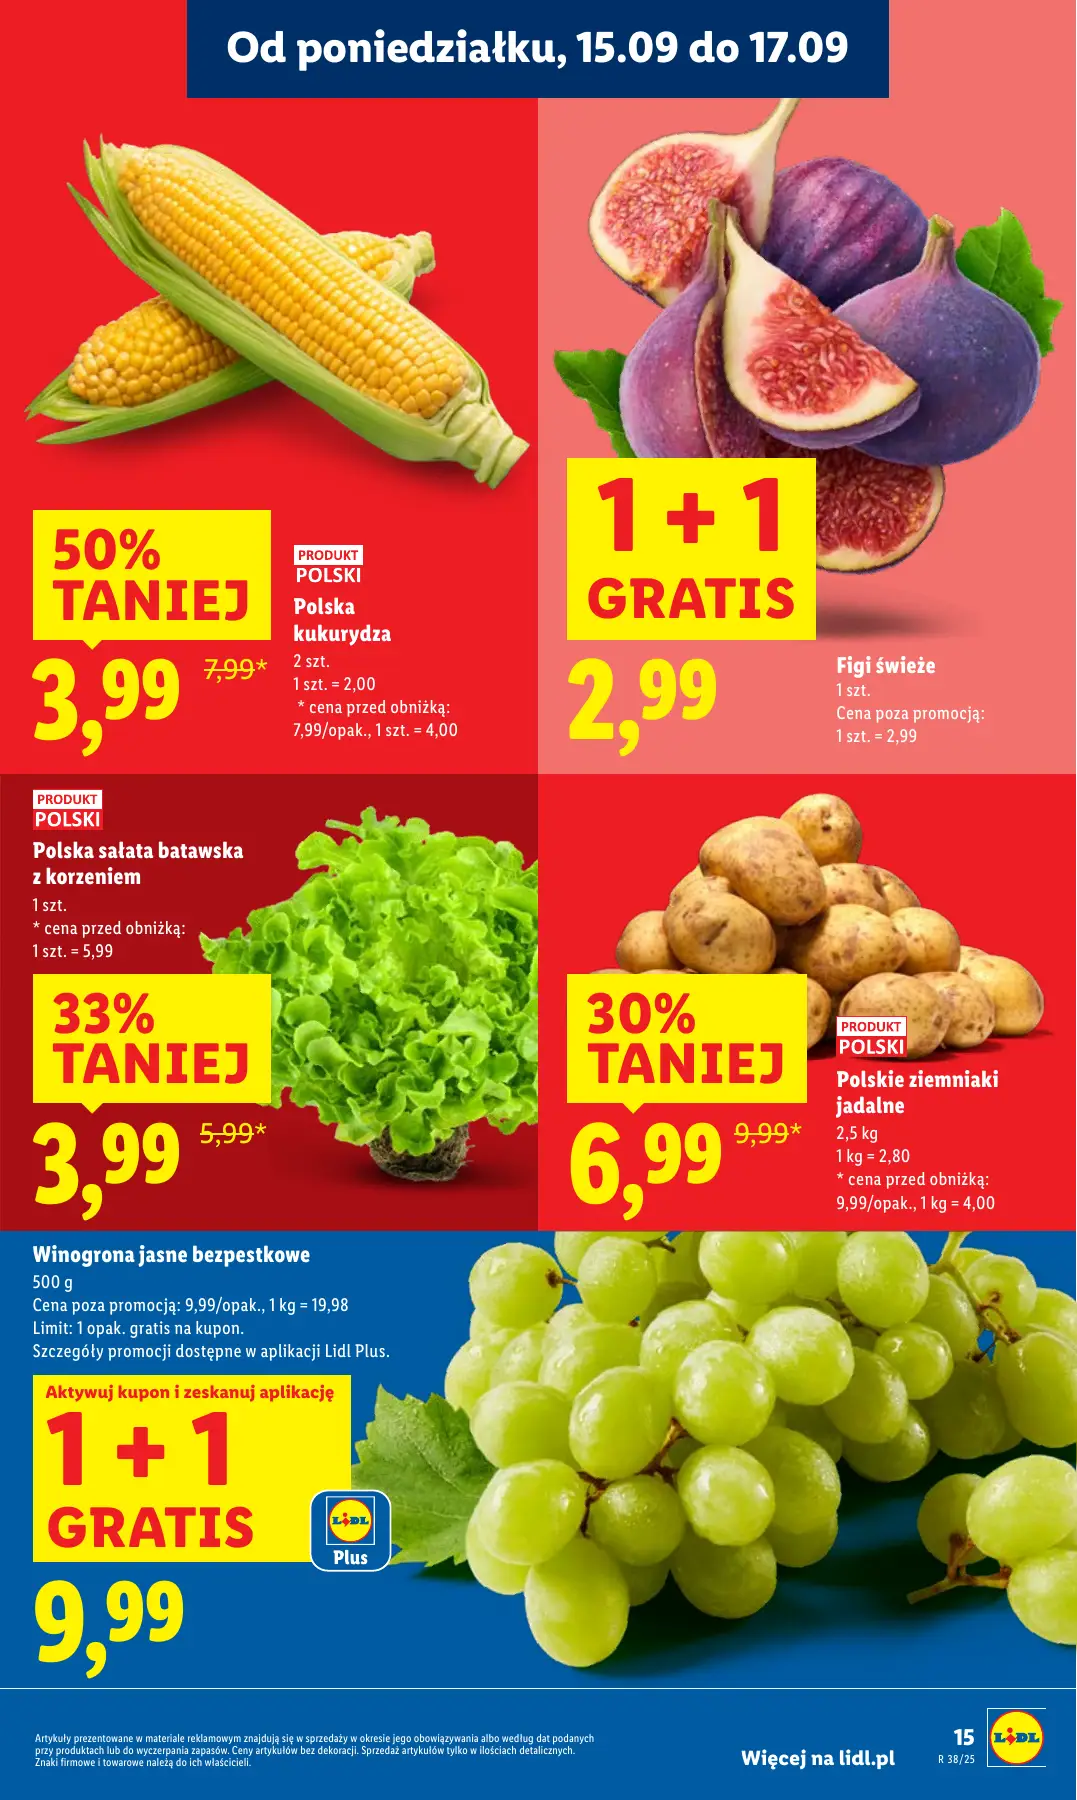 Od poniedziałku, 15.09 do 17.09
50%
TANIEJ
3,99
7,99*
PRODUKT
POLSKI
Polska
kukurydza
2 szt.
1 szt. = 2,00
* cena przed obniżką:
7,99/opak., 1 szt. = 4,00
1 + 1
GRATIS
2,99
Figi świeże
1 szt.
Cena poza promocją:
1 szt. = 2,99
PRODUKT
POLSKI
Polska sałata batawska
z korzeniem
1 szt.
* cena przed obniżką:
1 szt. = 5,99
33%
TANIEJ
3,99
5,99*
30%
TANIEJ
6,99
9,99*
PRODUKT
POLSKI
Polskie ziemniaki
jadalne
2,5 kg
1 kg = 2,80
* cena przed obniżką:
9,99/opak., 1 kg = 4,00
Winogrona jasne bezpestkowe
500 g
Cena poza promocją: 9,99/opak., 1 kg = 19,98
Limit: 1 opak. gratis na kupon.
Szczegóły promocji dostępne w aplikacji Lidl Plus.
Aktywuj kupon i zeskanuj aplikację
1 + 1
GRATIS
LIDL
Plus
9,99
Artykuły prezentowane w materiale reklamowym znajdują się w sprzedaży w okresie jego obowiązywania albo według dat podanych
przy produktach lub do wyczerpania zapasów. Ceny artykułów bez dekoracji. Sprzedaż artykułów tylko w ilościach detalicznych.
Znaki firmowe i towarowe należą do ich właścicieli.
Więcej na lidl.pl
15
R 38/25
LIDL